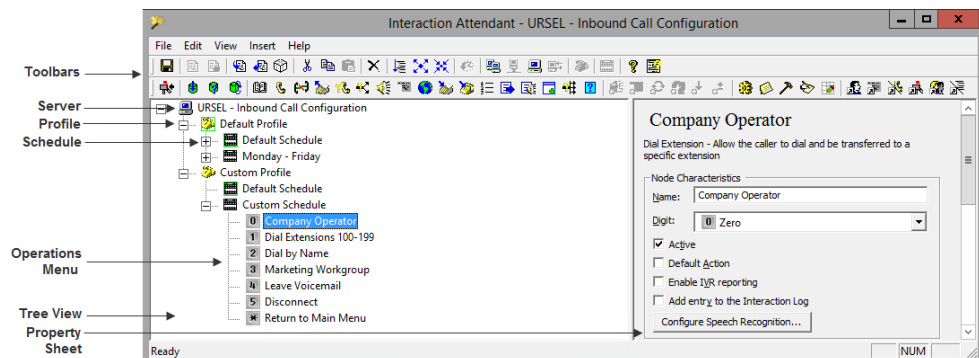 Interaction Attendant - URSEL - Inbound Call Configuration
File Edit View Insert Help
Toolbars
Server
Profile
Schedule
Operations
Menu
Tree View
Property
Sheet
URSEL - Inbound Call Configuration
Default Profile
Default Schedule
Monday - Friday
Custom Profile
Default Schedule
Custom Schedule
0 Company Operator
1 Dial Extensions 100-199
2 Dial by Name
3 Marketing Workgroup
4 Leave Voicemail
5 Disconnect
* Return to Main Menu
Company Operator
Dial Extension - Allow the caller to dial and be transferred to a
specific extension
Node Characteristics
Name: Company Operator
Digit: 0 Zero
Active
Default Action
Enable IVR reporting
Add entry to the Interaction Log
Configure Speech Recognition...
Ready
NUM